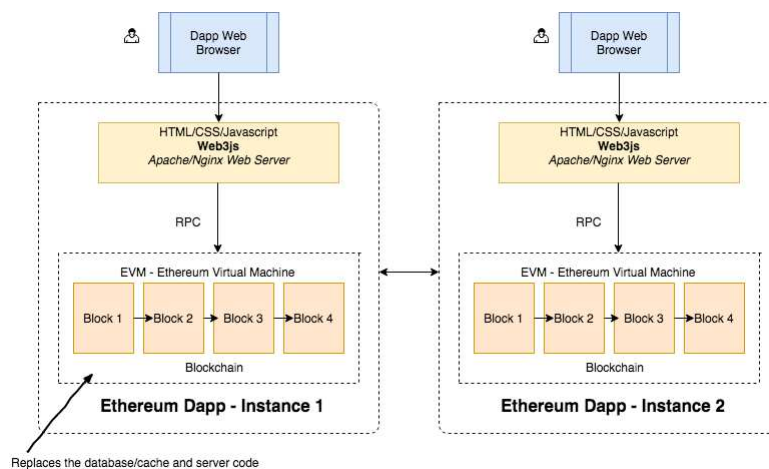 Dapp Web
Browser
HTML/CSS/Javascript
Web3js
Apache/Nginx Web Server
RPC
EVM - Ethereum Virtual Machine
Block 1
Block 2
Block 3
Block 4
Blockchain
Ethereum Dapp - Instance 1
Replaces the database/cache and server code
Dapp Web
Browser
HTML/CSS/Javascript
Web3js
Apache/Nginx Web Server
RPC
EVM - Ethereum Virtual Machine
Block 1
Block 2
Block 3
Block 4
Blockchain
Ethereum Dapp - Instance 2